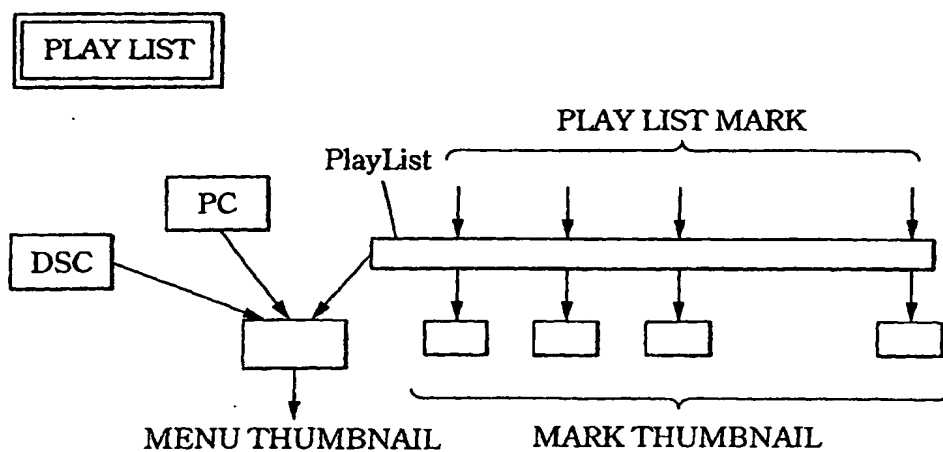 PLAY LIST
PLAY LIST MARK
PlayList
PC
DSC
MENU THUMBNAIL
MARK THUMBNAIL